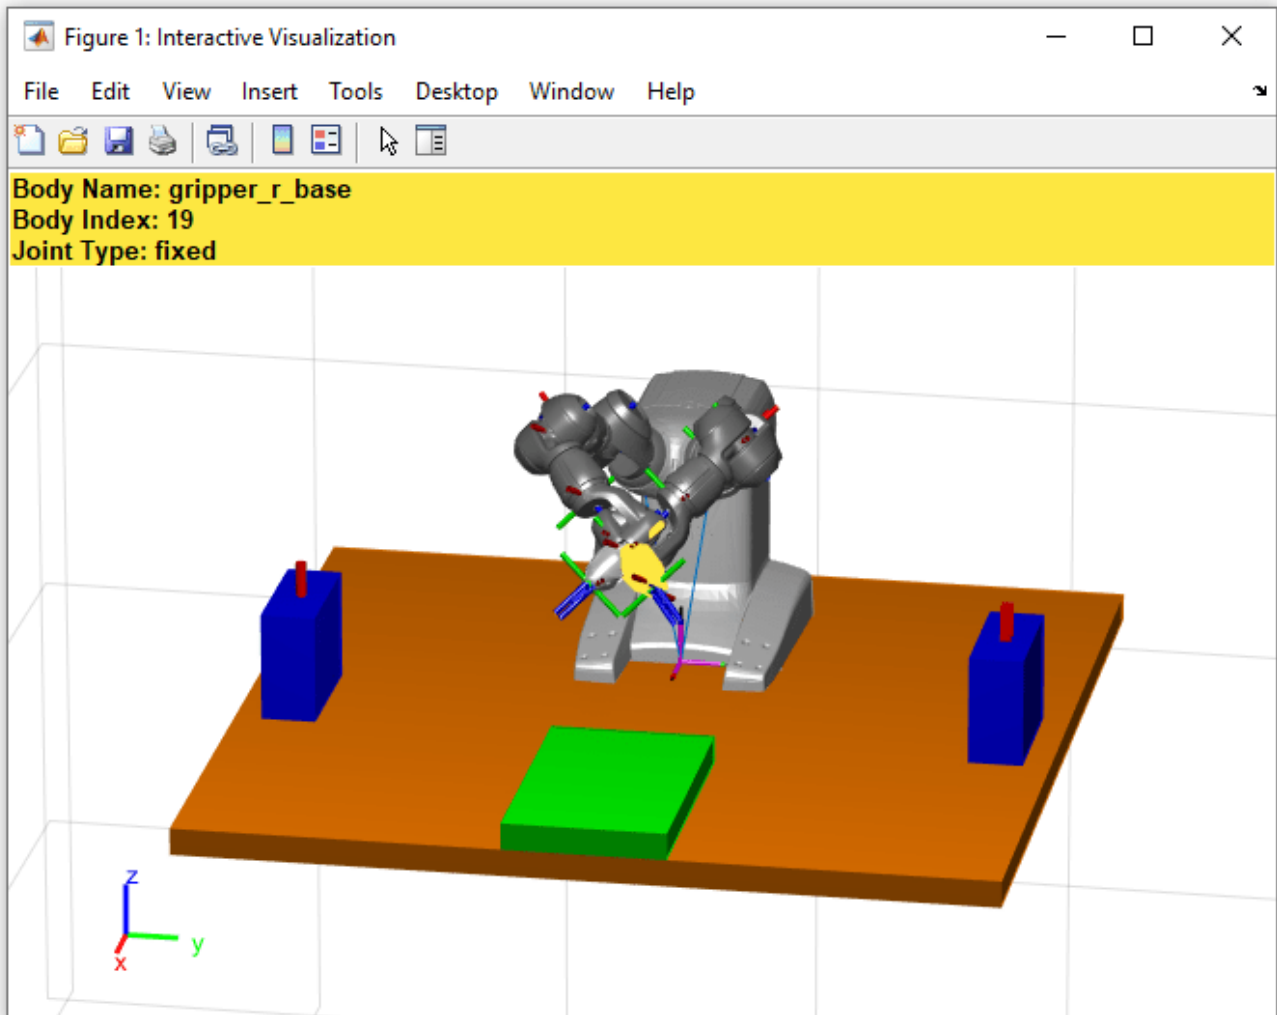 Figure 1: Interactive Visualization
File Edit View Insert Tools Desktop Window Help
Body Name: gripper_r_base
Body Index: 19
Joint Type: fixed
z
y
x